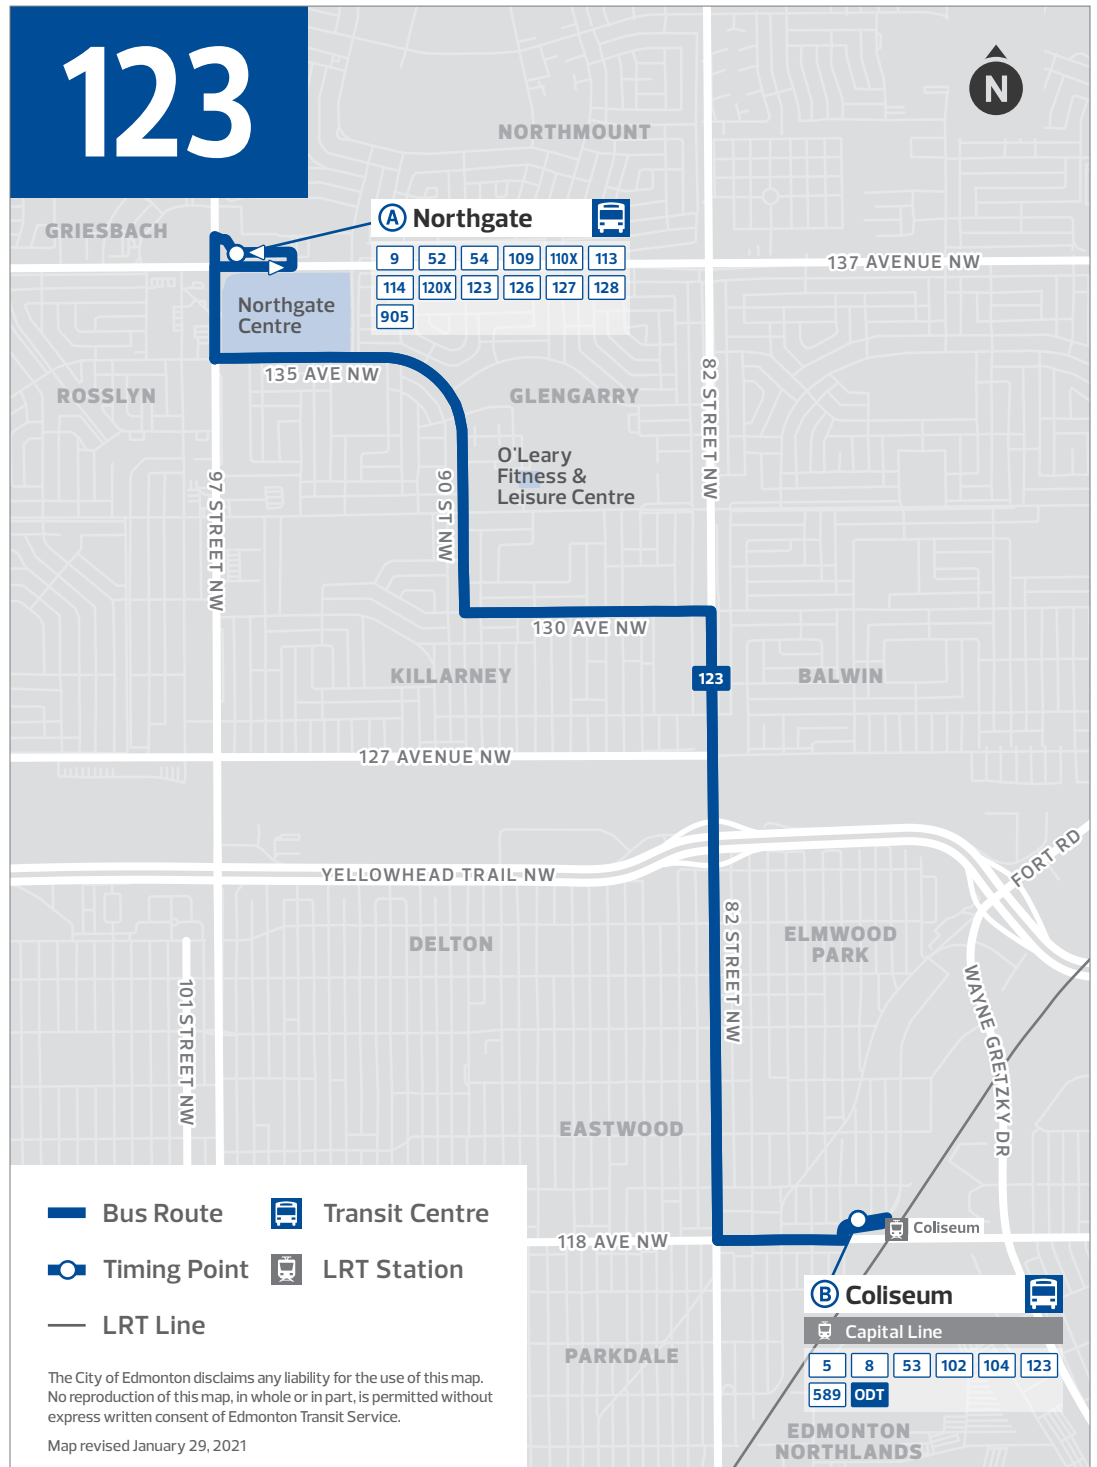 123
N
NORTHMOUNT
GRIESBACH
A Northgate
9 52 54 109 110X 113
114 120X 123 126 127 128
905
137 AVENUE NW
Northgate
Centre
135 AVE NW
ROSSLYN
GLENGARRY
82 STREET NW
O'Leary
Fitness &
Leisure Centre
97 STREET NW
90 ST NW
130 AVE NW
KILLARNEY
123
BALWIN
127 AVENUE NW
YELLOWHEAD TRAIL NW
FORT RD
DELTON
82 STREET NW
ELMWOOD
PARK
101 STREET NW
WAYNE GRETZKY DR
EASTWOOD
118 AVE NW
Coliseum
B Coliseum
Capital Line
5 8 53 102 104 123
589 ODT
PARKDALE
EDMONTON
NORTHLANDS
Bus Route
Transit Centre
Timing Point
LRT Station
LRT Line
The City of Edmonton disclaims any liability for the use of this map.
No reproduction of this map, in whole or in part, is permitted without
express written consent of Edmonton Transit Service.
Map revised January 29, 2021